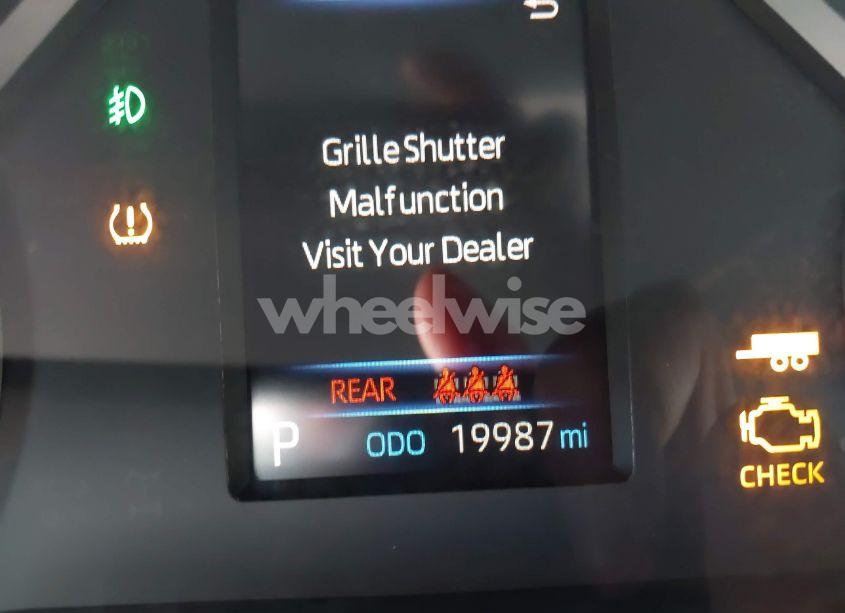 Grille Shutter
Malfunction
Visit Your Dealer
wheelwise
REAR
P ODO 19987 mi
CHECK